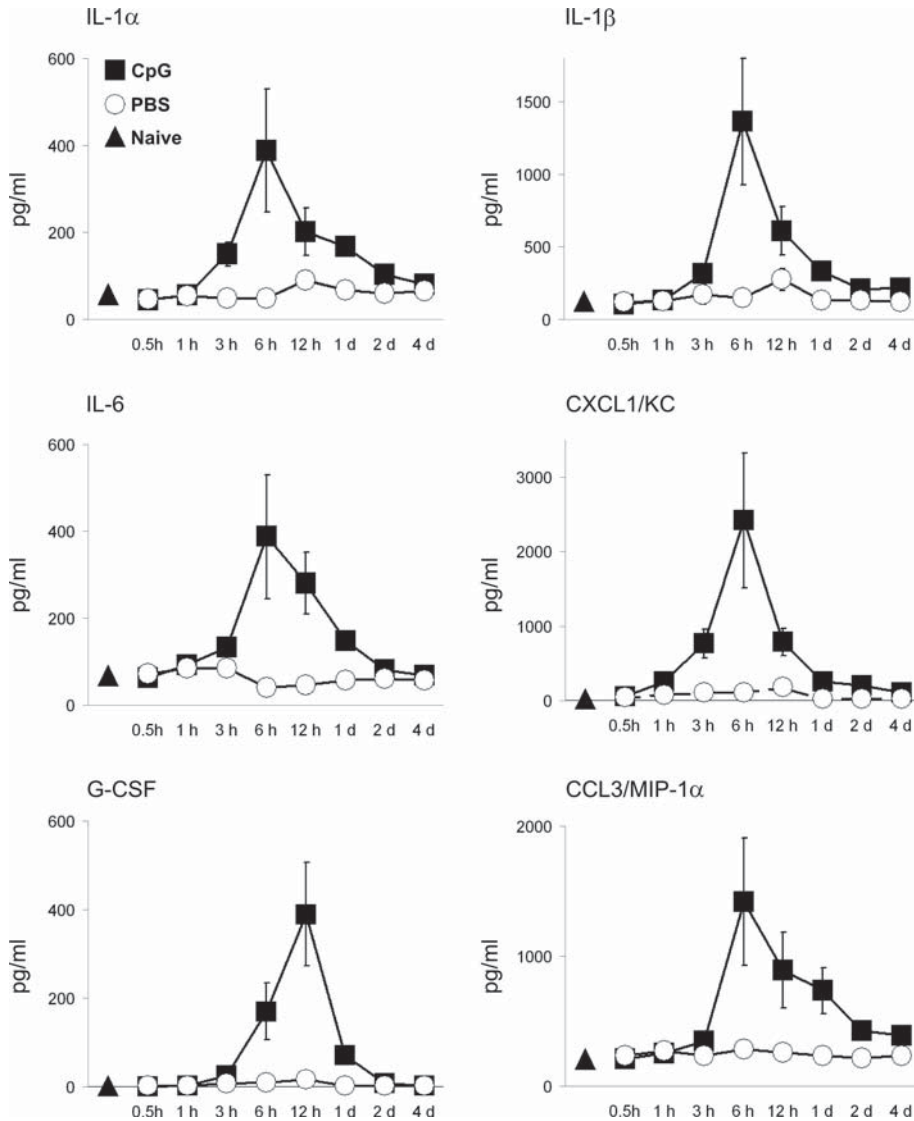 IL-1α
IL-1β
600
400
200
0
pg/ml
CpG
PBS
Naive
0.5h 1 h 3 h 6 h 12 h 1 d 2 d 4 d
1500
1000
500
0
pg/ml
0.5h 1 h 3 h 6 h 12 h 1 d 2 d 4 d
IL-6
CXCL1/KC
600
400
200
0
pg/ml
0.5h 1 h 3 h 6 h 12 h 1 d 2 d 4 d
3000
2000
1000
0
pg/ml
0.5h 1 h 3 h 6 h 12 h 1 d 2 d 4 d
G-CSF
CCL3/MIP-1α
600
400
200
0
pg/ml
0.5h 1 h 3 h 6 h 12 h 1 d 2 d 4 d
2000
1000
0
pg/ml
0.5h 1 h 3 h 6 h 12 h 1 d 2 d 4 d